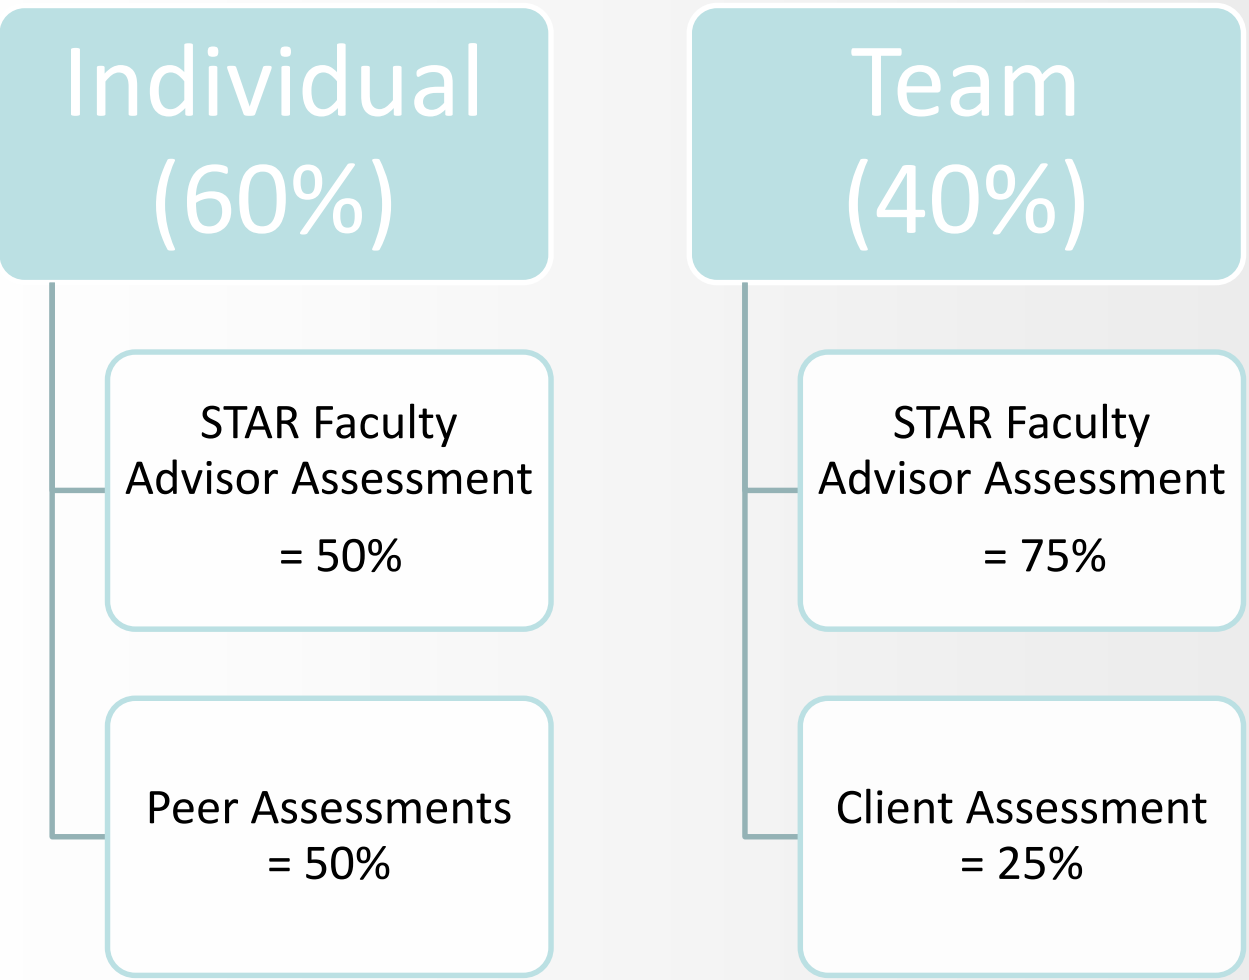 Individual
(60%)
STAR Faculty
Advisor Assessment
= 50%
Peer Assessments
= 50%
Team
(40%)
STAR Faculty
Advisor Assessment
= 75%
Client Assessment
= 25%